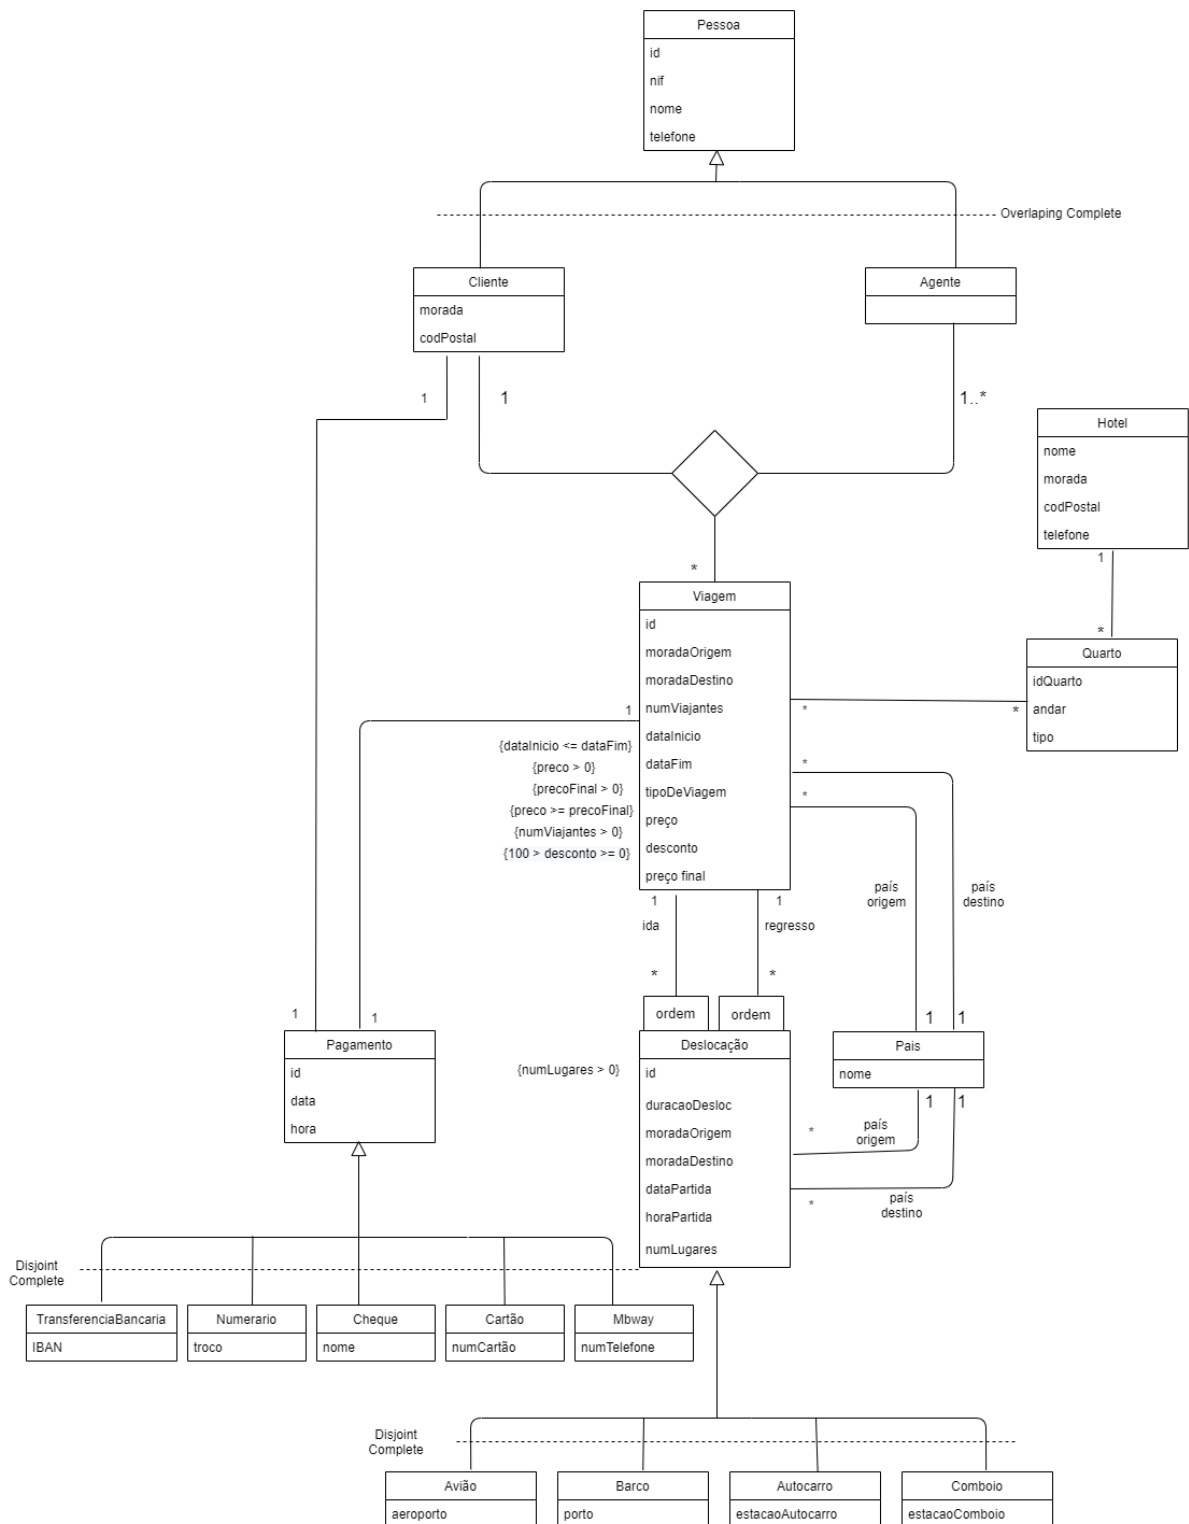 Pessoa
id
nif
nome
telefone
Overlaping Complete
Cliente
morada
codPostal
Agente
1
1
1..*
Hotel
nome
morada
codPostal
telefone
1
*
*
Viagem
id
moradaOrigem
moradaDestino
numViajantes
dataInicio
dataFim
tipoDeViagem
preço
desconto
preço final
Quarto
idQuarto
andar
tipo
1
*
*
*
*
{dataInicio <= dataFim}
{preco > 0}
{precoFinal > 0}
{preco >= precoFinal}
{numViajantes > 0}
{100 > desconto >= 0}
país
origem
país
destino
1
1
ida
regresso
*
*
ordem
ordem
1
1
1
1
Pagamento
id
data
hora
{numLugares > 0}
Deslocação
id
duracaoDesloc
moradaOrigem
moradaDestino
dataPartida
horaPartida
numLugares
Pais
nome
1
1
*
país
origem
*
país
destino
Disjoint
Complete
TransferenciaBancaria
IBAN
Numerario
troco
Cheque
nome
Cartão
numCartão
Mbway
numTelefone
Disjoint
Complete
Avião
aeroporto
Barco
porto
Autocarro
estacaoAutocarro
Comboio
estacaoComboio